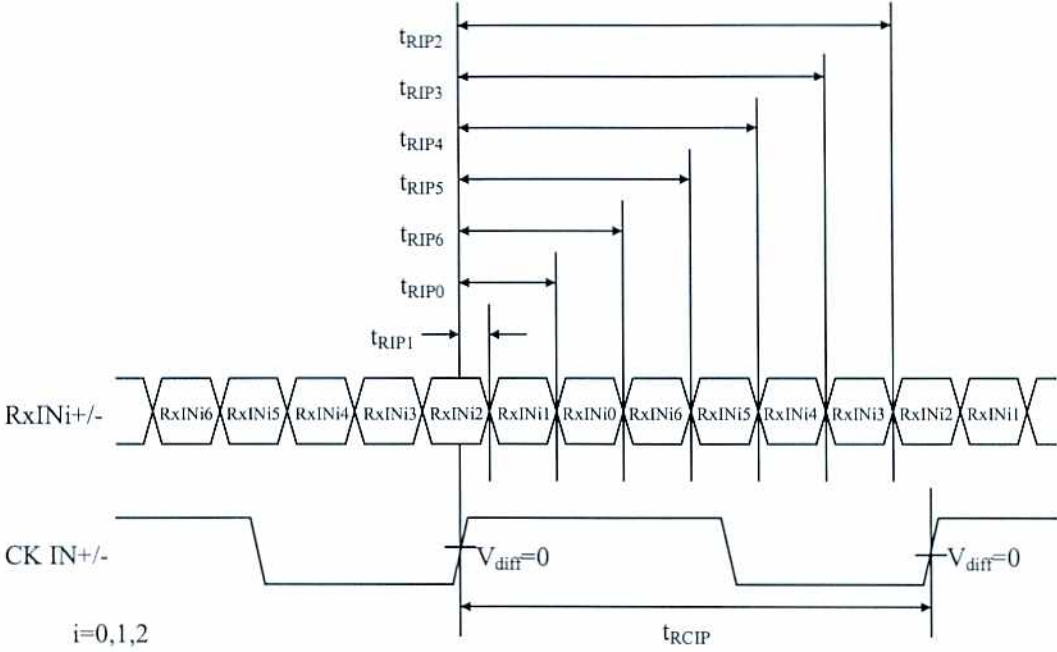 tRIP2
tRIP3
tRIP4
tRIP5
tRIP6
tRIP0
tRIP1
RxINi+/- RxINi6 RxINi5 RxINi4 RxINi3 RxINi2 RxINi1 RxINi0 RxINi6 RxINi5 RxINi4 RxINi3 RxINi2 RxINi1
CK IN+/- Vdiff=0 Vdiff=0
i=0,1,2 tRCIP